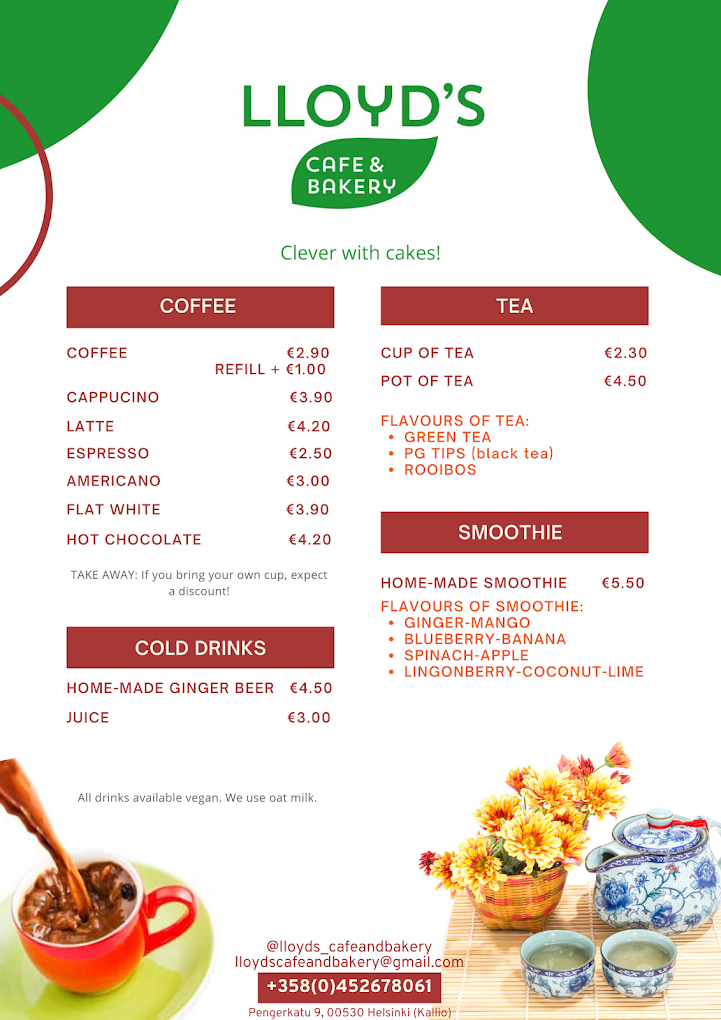 LLOYD'S
CAFE &
BAKERY
Clever with cakes!
COFFEE
COFFEE €2.90
REFILL + €1.00
CAPPUCINO €3.90
LATTE €4.20
ESPRESSO €2.50
AMERICANO €3.00
FLAT WHITE €3.90
HOT CHOCOLATE €4.20
TAKE AWAY: If you bring your own cup, expect
a discount!
COLD DRINKS
HOME-MADE GINGER BEER €4.50
JUICE €3.00
All drinks available vegan. We use oat milk.
TEA
CUP OF TEA €2.30
POT OF TEA €4.50
FLAVOURS OF TEA:
• GREEN TEA
• PG TIPS (black tea)
• ROOIBOS
SMOOTHIE
HOME-MADE SMOOTHIE €5.50
FLAVOURS OF SMOOTHIE:
• GINGER-MANGO
• BLUEBERRY-BANANA
• SPINACH-APPLE
• LINGONBERRY-COCONUT-LIME
@lloyds_cafeandbakery
lloydscafeandbakery@gmail.com
+358(0)452678061
Pengerkatu 9, 00530 Helsinki (Kallio)